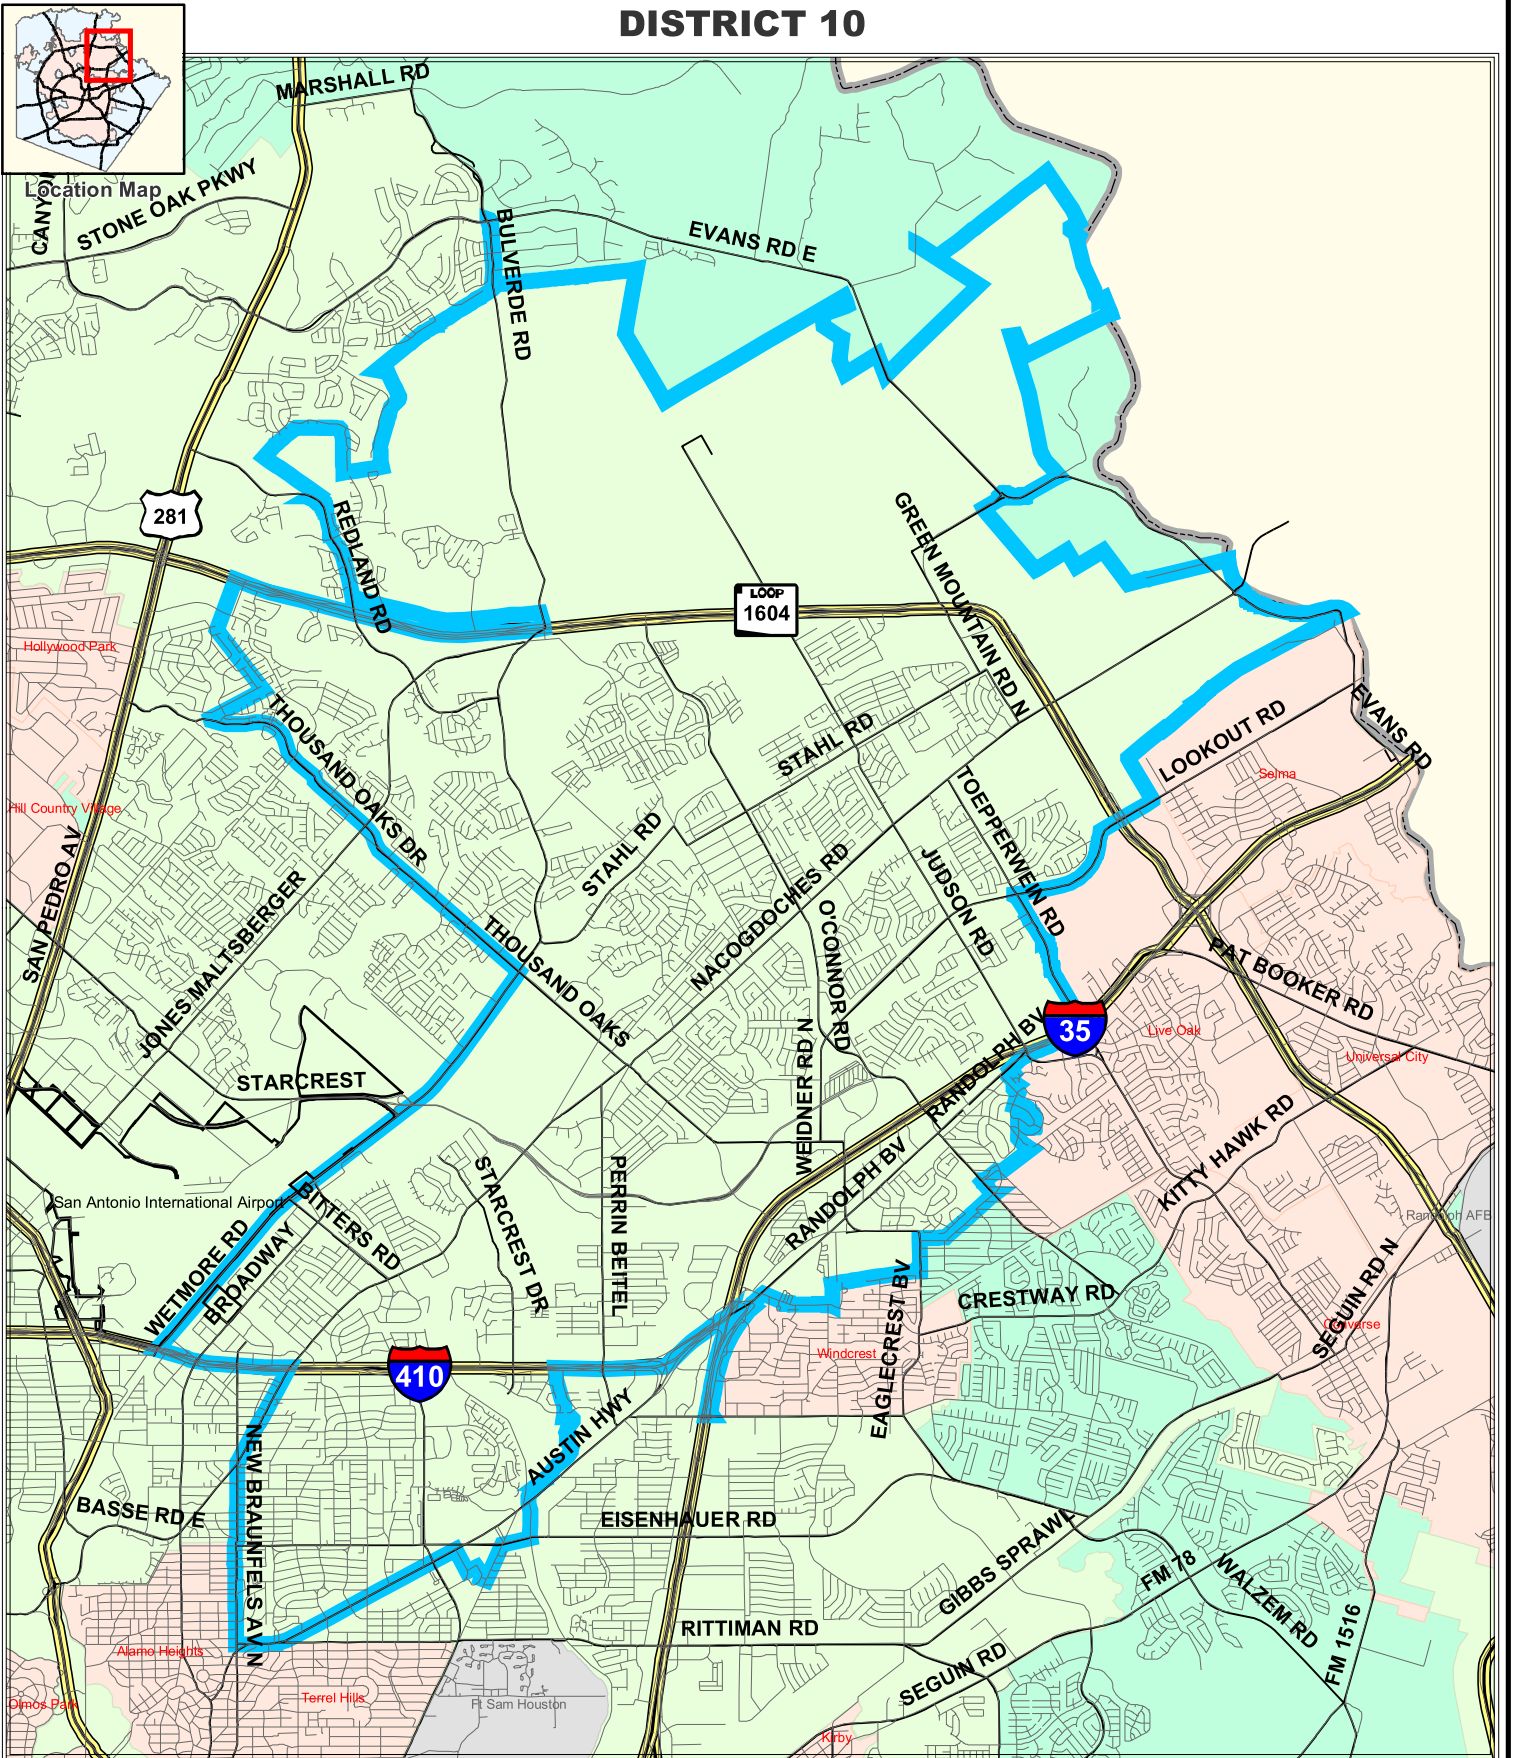 DISTRICT 10
Location Map
MARSHALL RD
STONE OAK PKWY
BULVERDE RD
EVANS RD E
281
REDLAND RD
GREEN MOUNTAIN RD N
LOOP
1604
Hollywood Park
THOUSAND OAKS DR
STAHL RD
LOOKOUT RD
EVANS RD
Selma
Hill Country Village
SAN PEDRO AV
STAHL RD
TOEPPERWEIN RD
JUDSON RD
NACOGDOCHES RD
O'CONNOR RD
JONES MALTSBERGER
THOUSAND OAKS
PAT BOOKER RD
35
Live Oak
Universal City
STARCREST
WEIDNER RD N
RANDOLPH BV
RANDOLPH BV
KITTY HAWK RD
San Antonio International Airport
BITTERS RD
STARCREST DR
PERRIN BEITEL
Randolph AFB
WETMORE RD
BROADWAY
EAGLECREST BV
CRESTWAY RD
SEGUIN RD N
Converse
Windcrest
410
AUSTIN HWY
NEW BRAUNFELS AV N
BASSE RD E
EISENHAUER RD
GIBBS SPRAWL
FM 78
WALZEM RD
FM 1516
RITTIMAN RD
SEGUIN RD
Alamo Heights
Terrel Hills
Ft Sam Houston
Olmos Park
Kirby